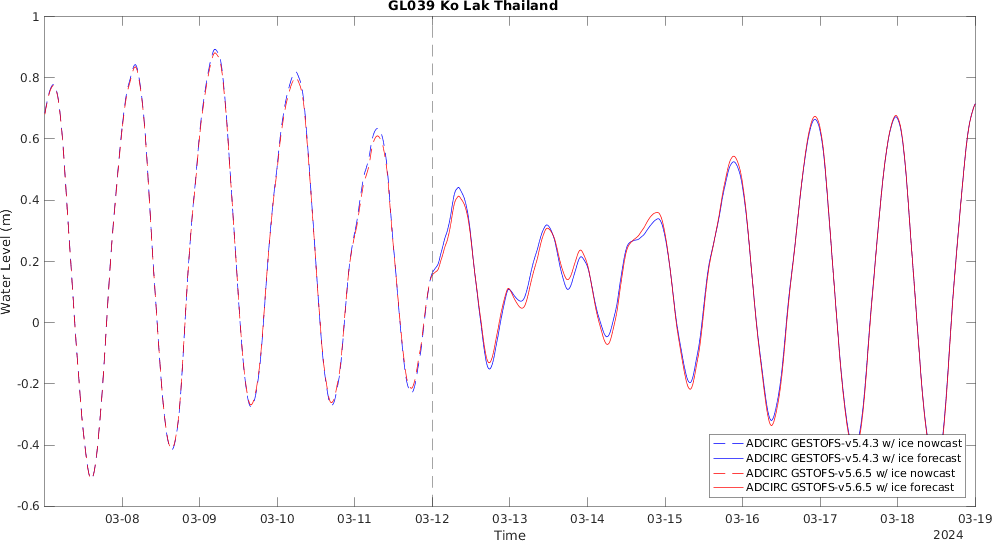 GL039 Ko Lak Thailand
1
0.8
0.6
0.4
0.2
0
-0.2
-0.4
-0.6
Water Level (m)
ADCIRC GESTOFS-v5.4.3 w/ ice nowcast
ADCIRC GESTOFS-v5.4.3 w/ ice forecast
ADCIRC GSTOFS-v5.6.5 w/ ice nowcast
ADCIRC GSTOFS-v5.6.5 w/ ice forecast
03-08 03-09 03-10 03-11 03-12 03-13 03-14 03-15 03-16 03-17 03-18 03-19
Time
2024